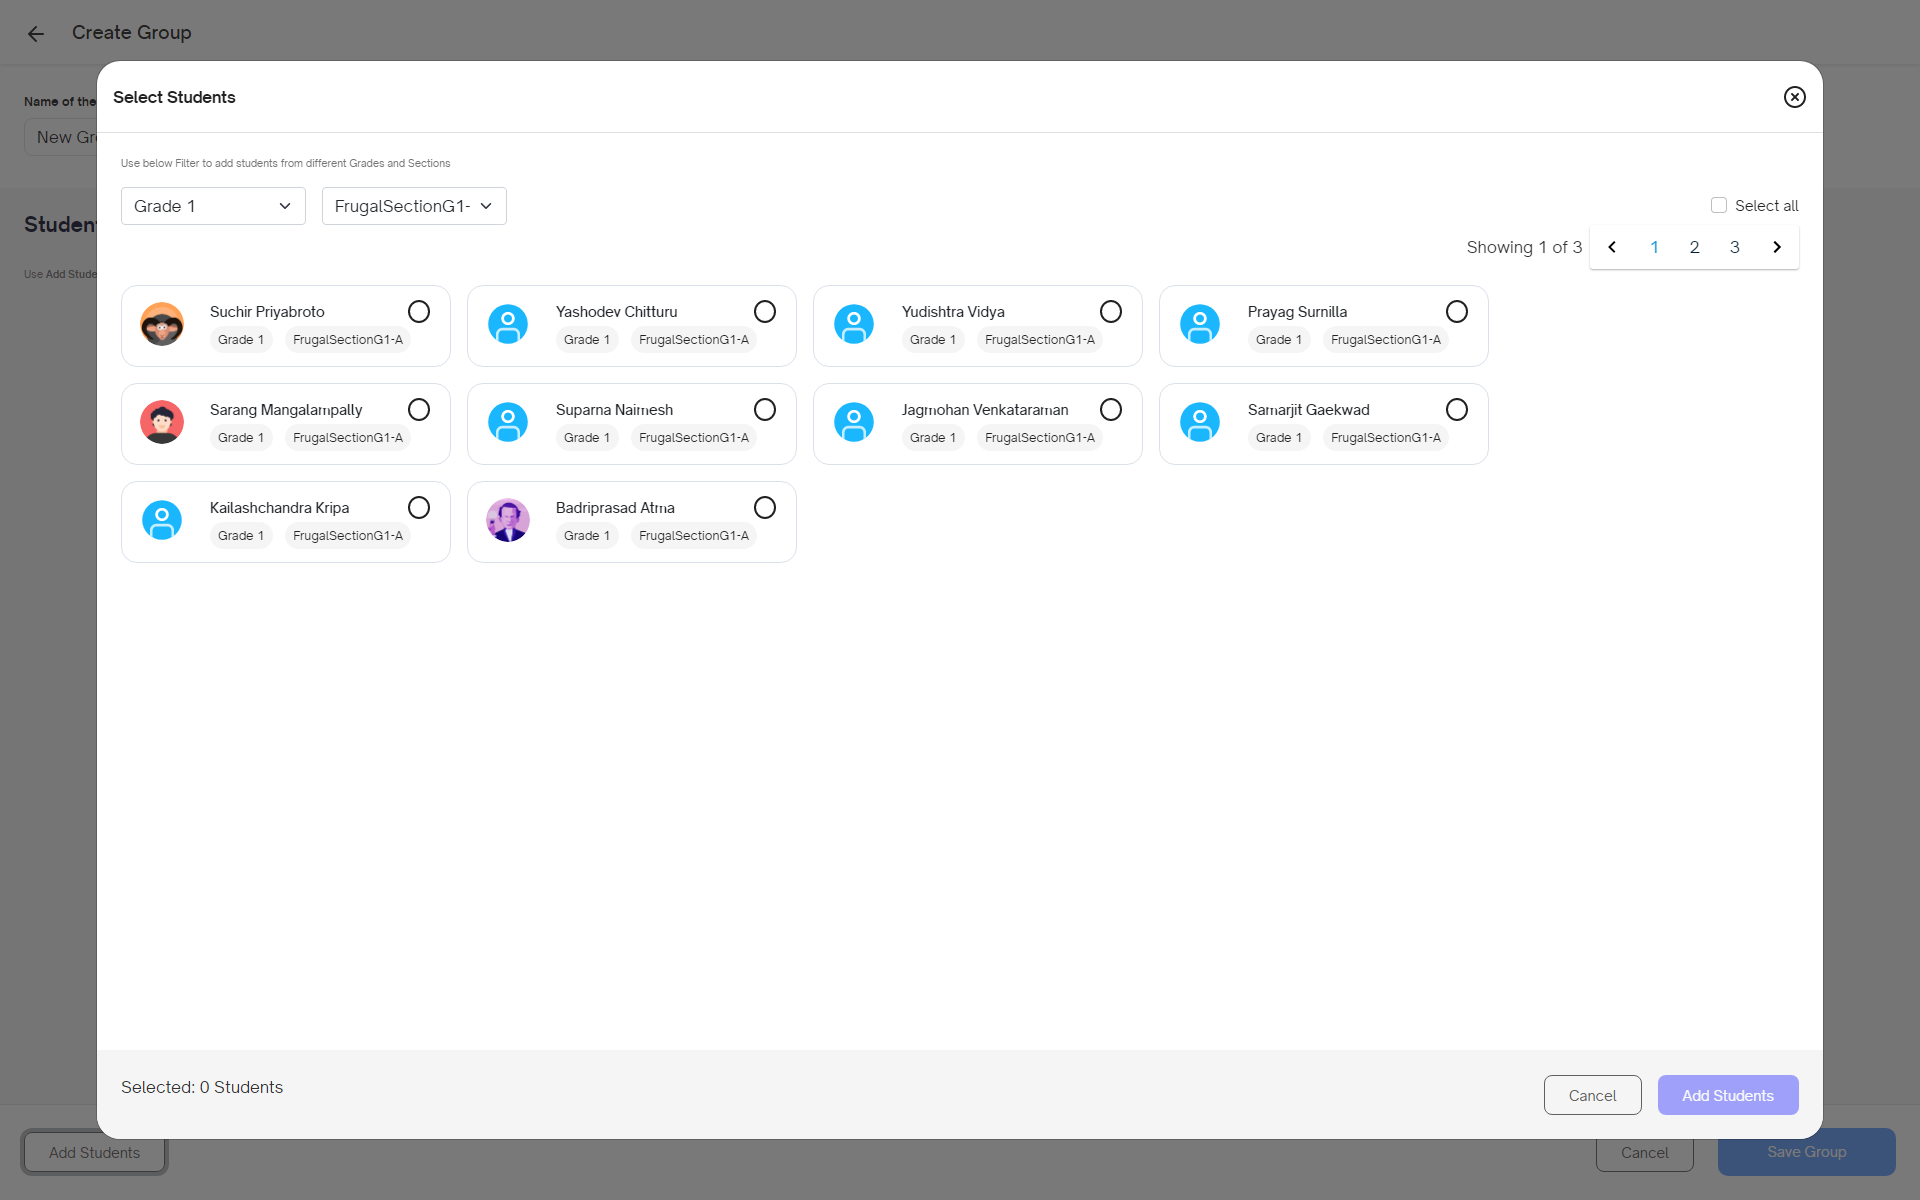 Create Group
Name of the
New Gr
Select Students
Use below Filter to add students from different Grades and Sections
Grade 1
FrugalSectionG1-
Select all
Showing 1 of 3
1 2 3
Studen
Use Add Stude
Suchir Priyabroto
Grade 1 FrugalSectionG1-A
Yashodev Chitturu
Grade 1 FrugalSectionG1-A
Yudishtra Vidya
Grade 1 FrugalSectionG1-A
Prayag Surnilla
Grade 1 FrugalSectionG1-A
Sarang Mangalampally
Grade 1 FrugalSectionG1-A
Suparna Naimesh
Grade 1 FrugalSectionG1-A
Jagmohan Venkataraman
Grade 1 FrugalSectionG1-A
Samarjit Gaekwad
Grade 1 FrugalSectionG1-A
Kailashchandra Kripa
Grade 1 FrugalSectionG1-A
Badriprasad Atma
Grade 1 FrugalSectionG1-A
Selected: 0 Students
Cancel
Add Students
Add Students
Cancel
Save Group